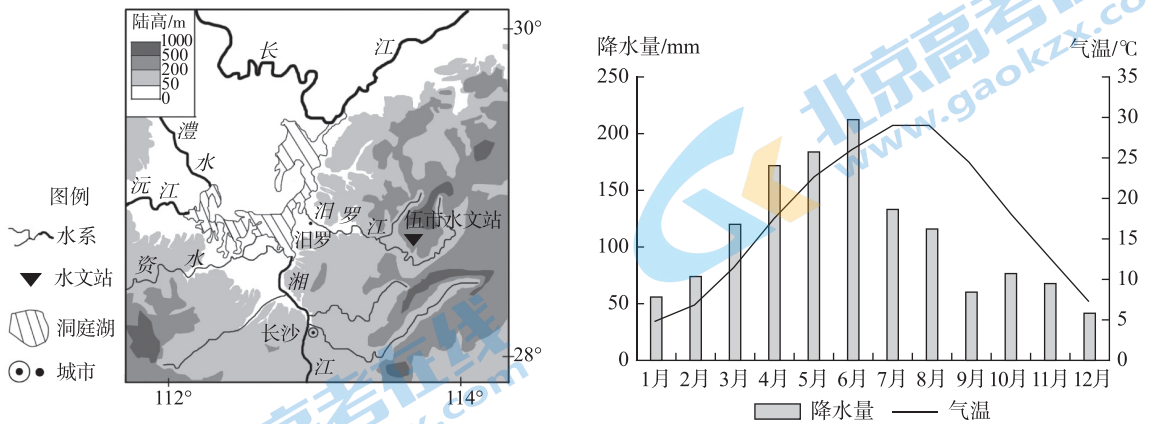 陆高/m
1000
500
200
50
0
长
江
30°
澧
水
沅
江
汨
罗
江
伍市水文站
汨罗
资
水
湘
长沙
江
28°
112°
114°
图例
水系
水文站
洞庭湖
城市
降水量/mm
气温/℃
250
200
150
100
50
0
35
30
25
20
15
10
5
0
1月 2月 3月 4月 5月 6月 7月 8月 9月 10月 11月 12月
降水量 气温
北京高考在线
www.gaokzx.com